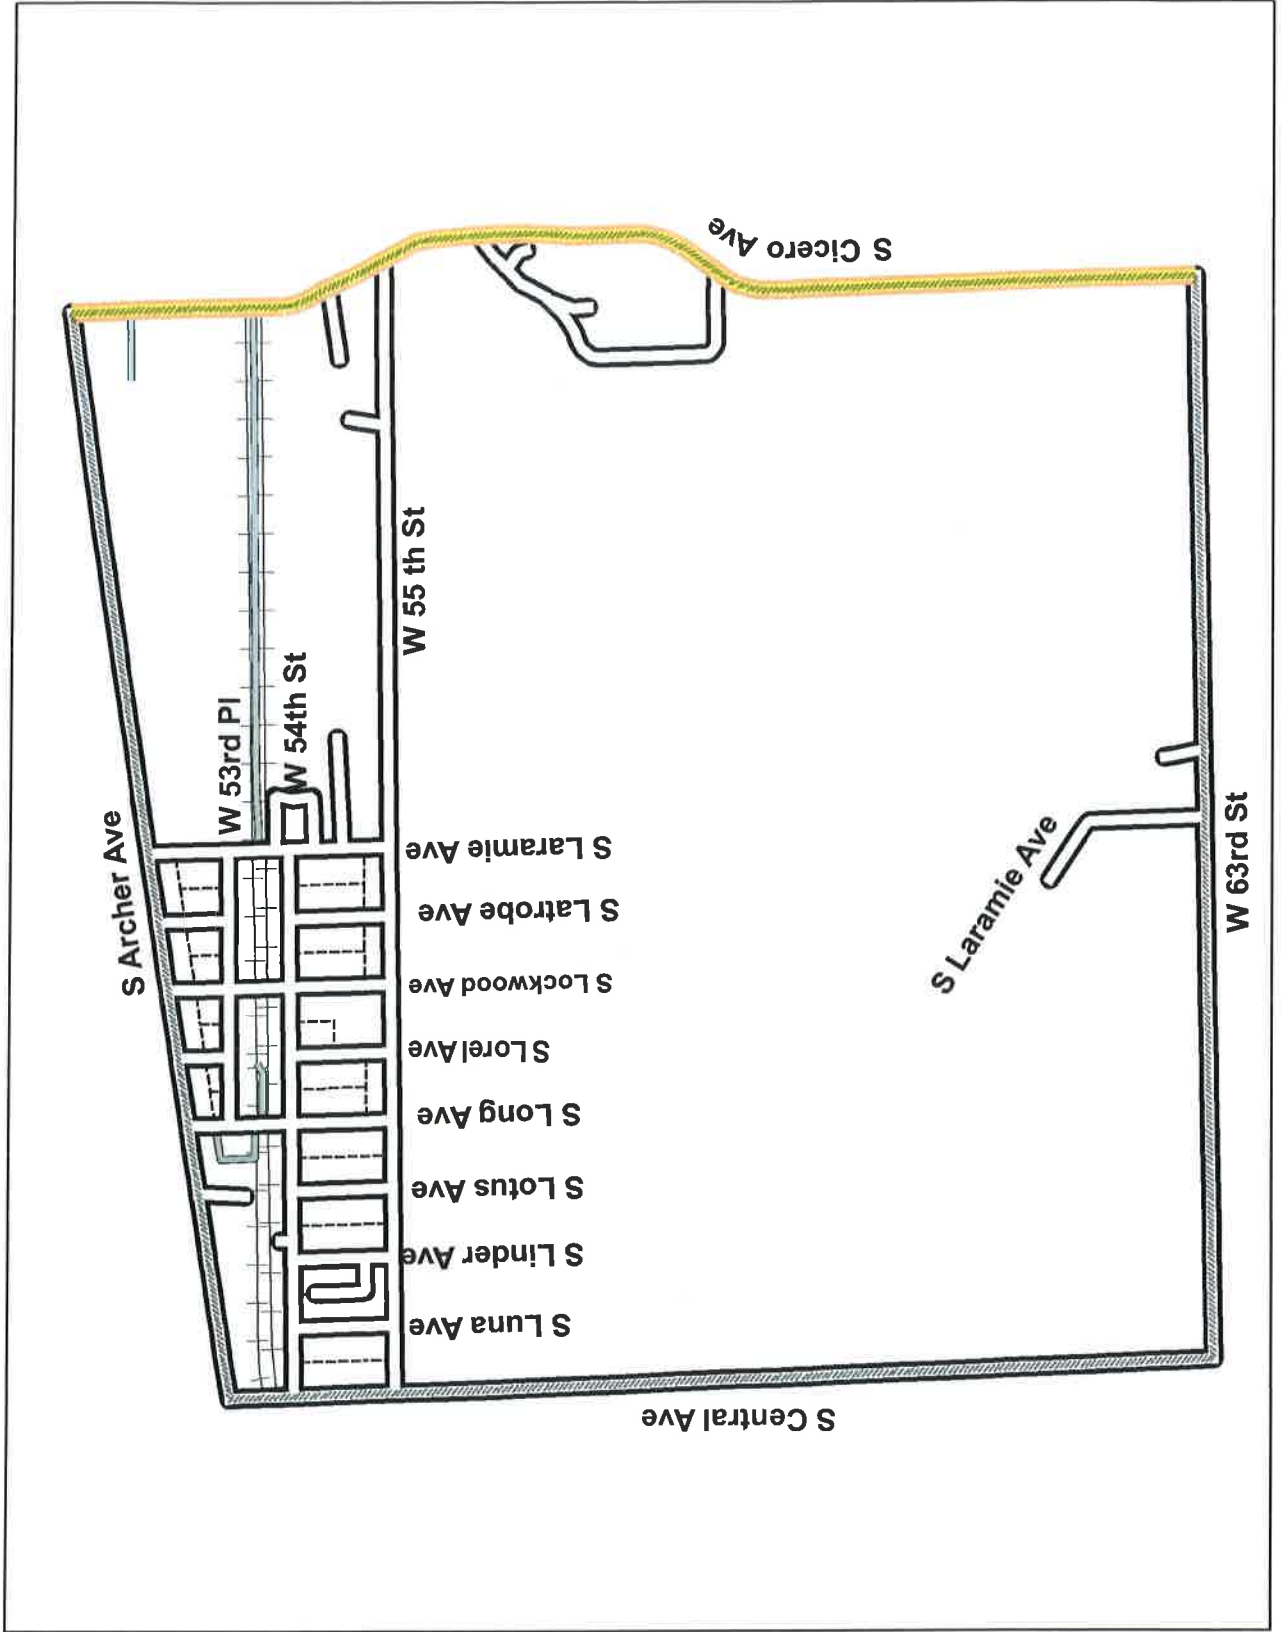 S Archer Ave
W 53rd Pl
W 54th St
W 55 th St
S Cicero Ave
S Laramie Ave
S Latrobe Ave
S Lockwood Ave
S Lorel Ave
S Long Ave
S Lotus Ave
S Linder Ave
S Luna Ave
S Central Ave
S Laramie Ave
W 63rd St